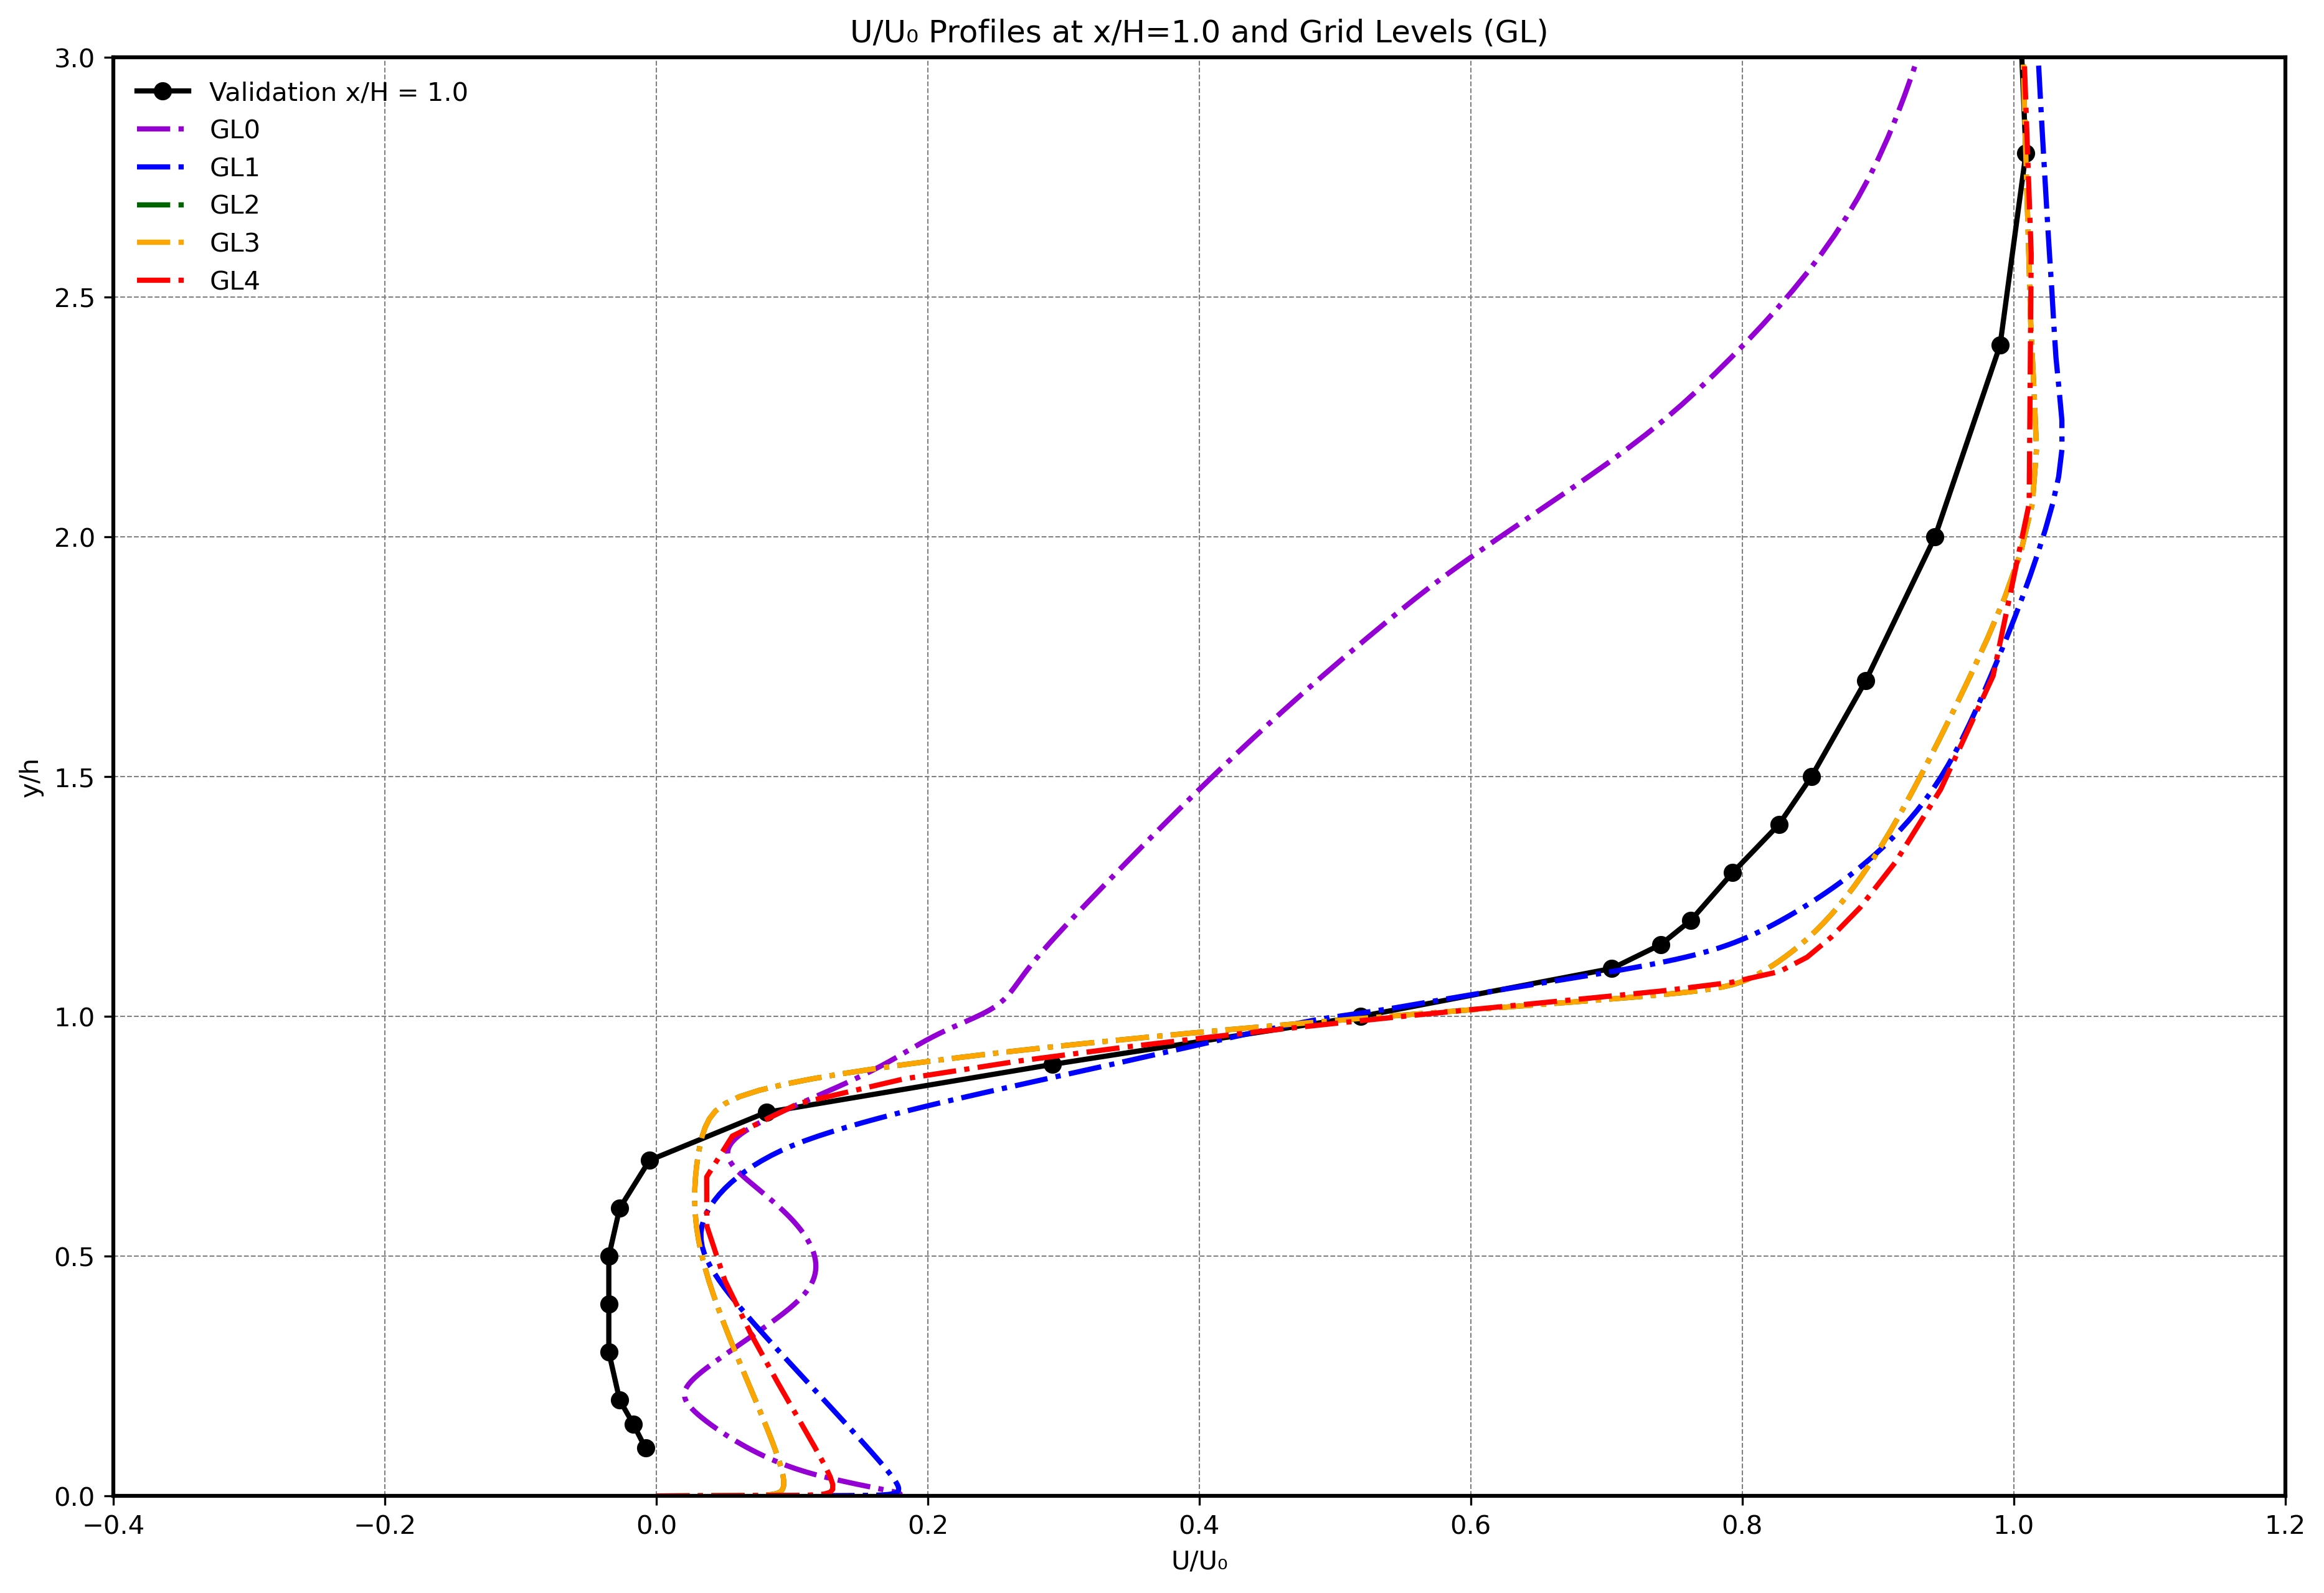 U/U₀ Profiles at x/H=1.0 and Grid Levels (GL)
Validation x/H = 1.0
GL0
GL1
GL2
GL3
GL4
3.0
2.5
2.0
1.5
1.0
0.5
0.0
y/h
−0.4 −0.2 0.0 0.2 0.4 0.6 0.8 1.0 1.2
U/U₀